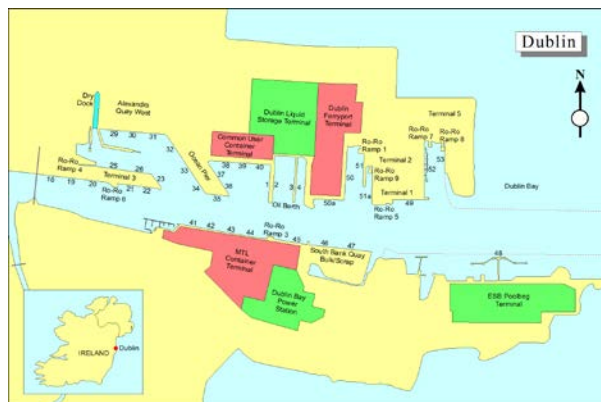 Dublin
N
Dry
Dock
Alexandra
Quay West
29 30 31 32
33
34
35
Ocean Pier
36
37
38 39 40
Dublin Liquid
Storage Terminal
Dublin
Ferryport
Terminal
Common User
Container Terminal
1 2 3 4
Oil Berth
50
50a
51
51a
Ro-Ro
Ramp 1
Terminal 2
Ro-Ro
Ramp 9
Terminal 1
49
Ro-Ro
Ramp 5
Ro-Ro
Ramp 7
Ro-Ro
Ramp 8
52
53
Terminal 5
Dublin Bay
Ro-Ro
Ramp 4
25 26
Terminal 3
23
22
21
18 19 20
Ro-Ro
Ramp 6
41 42 43 44
Ro-Ro
Ramp 3
45 46 47
South Bank Quay
Bulk/Scrap
MTL
Container
Terminal
Dublin Bay
Power
Station
48
ESB Poolbeg
Terminal
IRELAND
Dublin